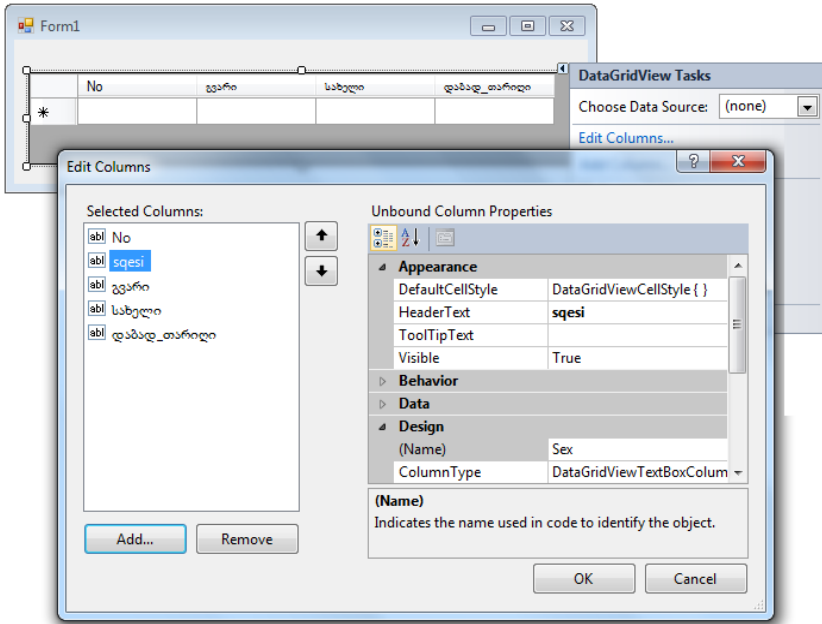 Form1
No გვარი სახელი დაბად_თარიღი
DataGridView Tasks
Choose Data Source: (none)
Edit Columns...
Edit Columns
Selected Columns:
No
sqesi
გვარი
სახელი
დაბად_თარიღი
Add... Remove
Unbound Column Properties
Appearance
DefaultCellStyle DataGridViewCellStyle { }
HeaderText sqesi
ToolTipText
Visible True
Behavior
Data
Design
(Name) Sex
ColumnType DataGridViewTextBoxColum
(Name)
Indicates the name used in code to identify the object.
OK Cancel